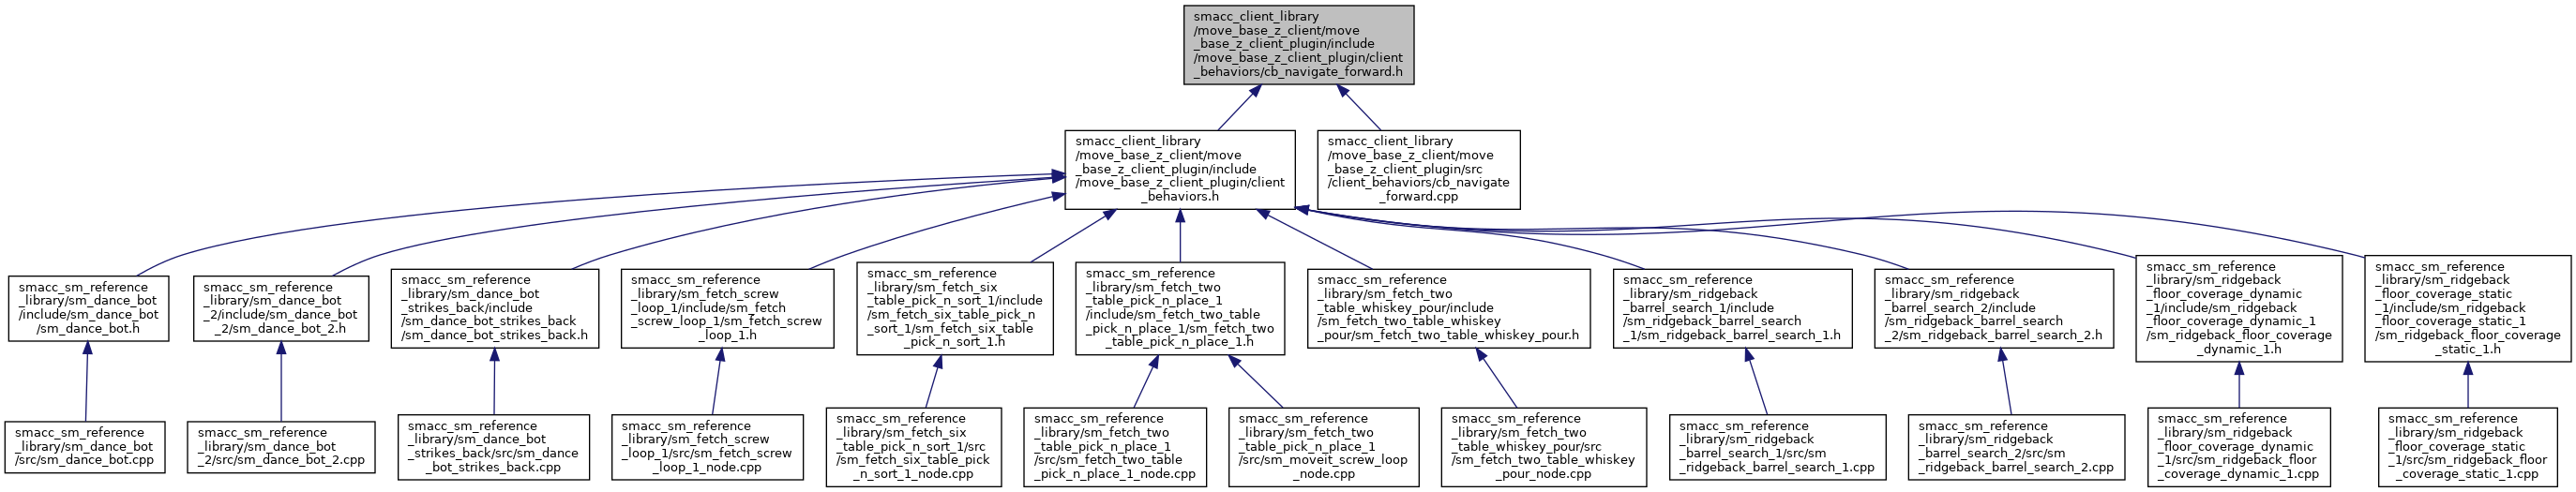 smacc_client_library
/move_base_z_client/move
_base_z_client_plugin/include
/move_base_z_client_plugin/client
_behaviors/cb_navigate_forward.h
smacc_client_library
/move_base_z_client/move
_base_z_client_plugin/include
/move_base_z_client_plugin/client
_behaviors.h
smacc_client_library
/move_base_z_client/move
_base_z_client_plugin/src
/client_behaviors/cb_navigate
_forward.cpp
smacc_sm_reference
_library/sm_dance_bot
/include/sm_dance_bot
/sm_dance_bot.h
smacc_sm_reference
_library/sm_dance_bot
_2/include/sm_dance_bot
_2/sm_dance_bot_2.h
smacc_sm_reference
_library/sm_dance_bot
_strikes_back/include
/sm_dance_bot_strikes_back
/sm_dance_bot_strikes_back.h
smacc_sm_reference
_library/sm_fetch_screw
_loop_1/include/sm_fetch
_screw_loop_1/sm_fetch_screw
_loop_1.h
smacc_sm_reference
_library/sm_fetch_six
_table_pick_n_sort_1/include
/sm_fetch_six_table_pick_n
_sort_1/sm_fetch_six_table
_pick_n_sort_1.h
smacc_sm_reference
_library/sm_fetch_two
_table_pick_n_place_1
/include/sm_fetch_two_table
_pick_n_place_1/sm_fetch_two
_table_pick_n_place_1.h
smacc_sm_reference
_library/sm_fetch_two
_table_whiskey_pour/include
/sm_fetch_two_table_whiskey
_pour/sm_fetch_two_table_whiskey_pour.h
smacc_sm_reference
_library/sm_ridgeback
_barrel_search_1/include
/sm_ridgeback_barrel_search
_1/sm_ridgeback_barrel_search_1.h
smacc_sm_reference
_library/sm_ridgeback
_barrel_search_2/include
/sm_ridgeback_barrel_search
_2/sm_ridgeback_barrel_search_2.h
smacc_sm_reference
_library/sm_ridgeback
_floor_coverage_dynamic
_1/include/sm_ridgeback
_floor_coverage_dynamic_1
/sm_ridgeback_floor_coverage
_dynamic_1.h
smacc_sm_reference
_library/sm_ridgeback
_floor_coverage_static
_1/include/sm_ridgeback
_floor_coverage_static_1
/sm_ridgeback_floor_coverage
_static_1.h
smacc_sm_reference
_library/sm_dance_bot
/src/sm_dance_bot.cpp
smacc_sm_reference
_library/sm_dance_bot
_2/src/sm_dance_bot_2.cpp
smacc_sm_reference
_library/sm_dance_bot
_strikes_back/src/sm_dance
_bot_strikes_back.cpp
smacc_sm_reference
_library/sm_fetch_screw
_loop_1/src/sm_fetch_screw
_loop_1_node.cpp
smacc_sm_reference
_library/sm_fetch_six
_table_pick_n_sort_1/src
/sm_fetch_six_table_pick
_n_sort_1_node.cpp
smacc_sm_reference
_library/sm_fetch_two
_table_pick_n_place_1
/src/sm_fetch_two_table
_pick_n_place_1_node.cpp
smacc_sm_reference
_library/sm_fetch_two
_table_pick_n_place_1
/src/sm_moveit_screw_loop
_node.cpp
smacc_sm_reference
_library/sm_fetch_two
_table_whiskey_pour/src
/sm_fetch_two_table_whiskey
_pour_node.cpp
smacc_sm_reference
_library/sm_ridgeback
_barrel_search_1/src/sm
_ridgeback_barrel_search_1.cpp
smacc_sm_reference
_library/sm_ridgeback
_barrel_search_2/src/sm
_ridgeback_barrel_search_2.cpp
smacc_sm_reference
_library/sm_ridgeback
_floor_coverage_dynamic
_1/src/sm_ridgeback_floor
_coverage_dynamic_1.cpp
smacc_sm_reference
_library/sm_ridgeback
_floor_coverage_static
_1/src/sm_ridgeback_floor
_coverage_static_1.cpp